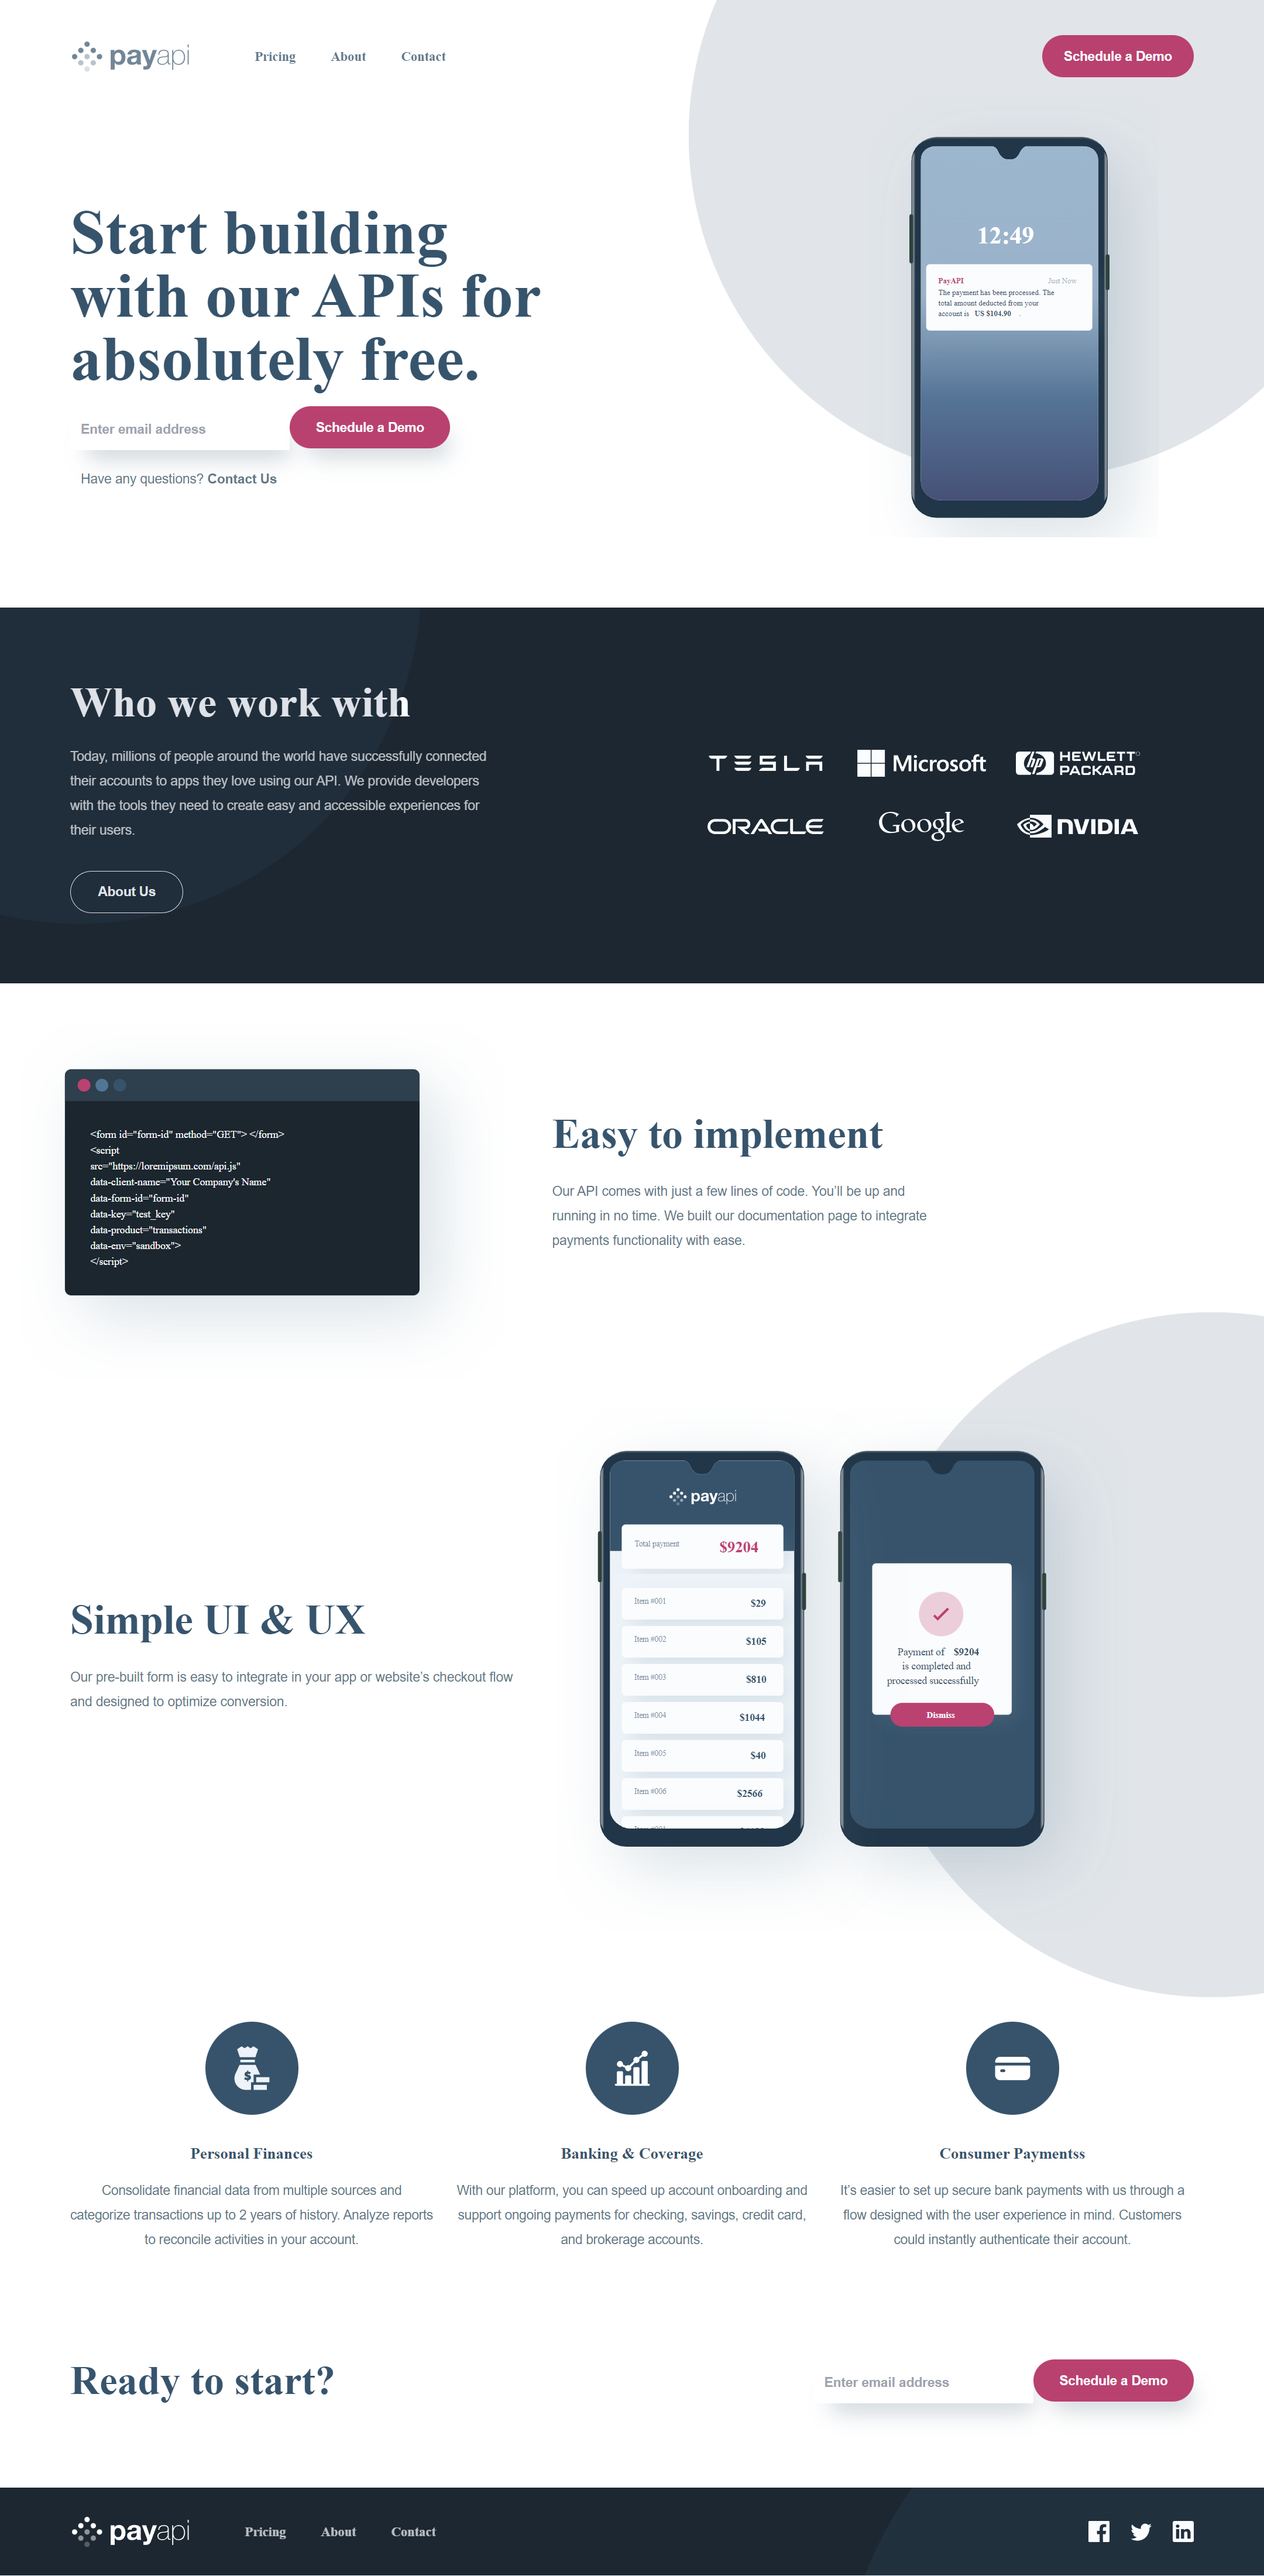 payapi
Pricing
About
Contact
Schedule a Demo
Start building
with our APIs for
absolutely free.
Enter email address
Schedule a Demo
Have any questions? Contact Us
12:49
PayAPI
Just Now
The payment has been processed. The
total amount deducted from your
account is US $104.90 .
Who we work with
Today, millions of people around the world have successfully connected
their accounts to apps they love using our API. We provide developers
with the tools they need to create easy and accessible experiences for
their users.
About Us
TESLA
Microsoft
hp HEWLETT
PACKARD
ORACLE
Google
NVIDIA
<form id="form-id" method="GET"> </form>
<script
src="https://loremipsum.com/api.js"
data-client-name="Your Company's Name"
data-form-id="form-id"
data-key="test_key"
data-product="transactions"
data-env="sandbox">
</script>
Easy to implement
Our API comes with just a few lines of code. You’ll be up and
running in no time. We built our documentation page to integrate
payments functionality with ease.
Simple UI & UX
Our pre-built form is easy to integrate in your app or website’s checkout flow
and designed to optimize conversion.
payapi
Total payment $9204
Item #001 $29
Item #002 $105
Item #003 $810
Item #004 $1044
Item #005 $40
Item #006 $2566
Payment of $9204
is completed and
processed successfully
Dismiss
Personal Finances
Consolidate financial data from multiple sources and
categorize transactions up to 2 years of history. Analyze reports
to reconcile activities in your account.
Banking & Coverage
With our platform, you can speed up account onboarding and
support ongoing payments for checking, savings, credit card,
and brokerage accounts.
Consumer Paymentss
It’s easier to set up secure bank payments with us through a
flow designed with the user experience in mind. Customers
could instantly authenticate their account.
Ready to start?
Enter email address
Schedule a Demo
payapi
Pricing
About
Contact